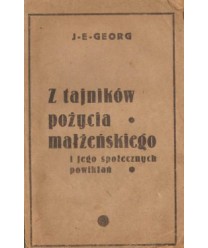 J-E-GEORG
Z tajników
pożycia •
małżeńskiego
i jego społecznych
powikłań •